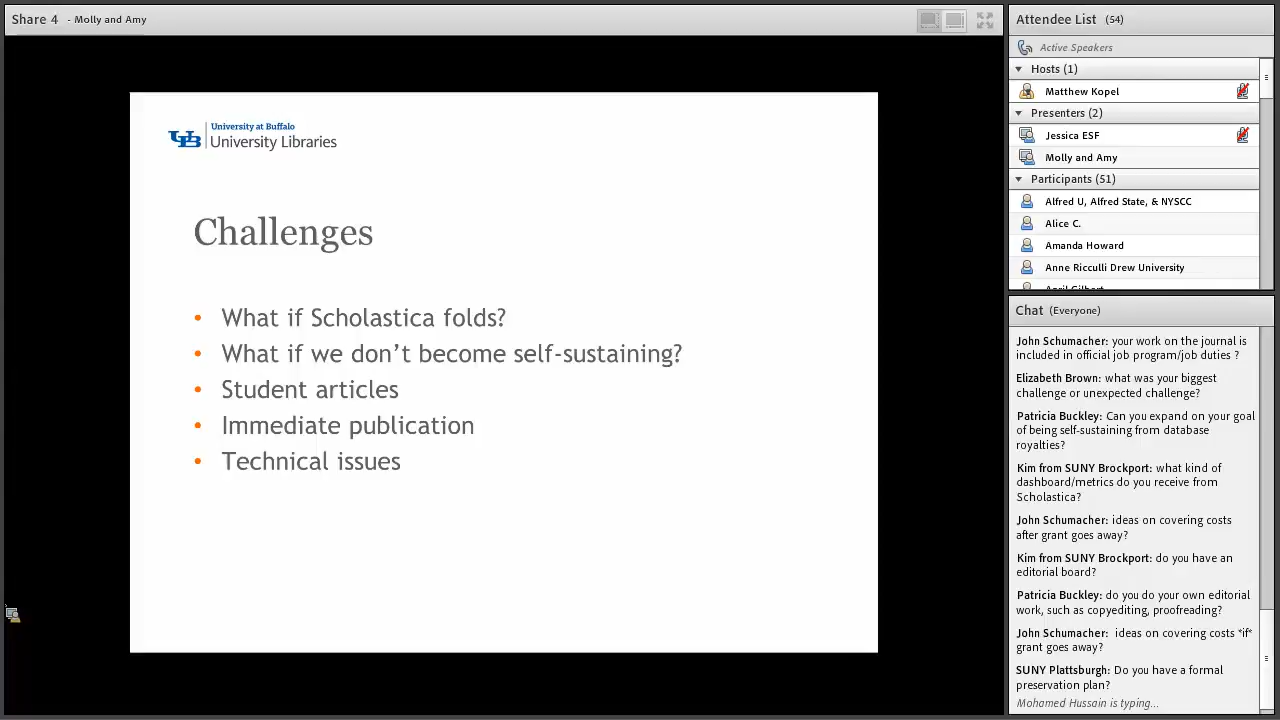 Share 4 - Molly and Amy
University at Buffalo
UB University Libraries
Challenges
• What if Scholastica folds?
• What if we don’t become self-sustaining?
• Student articles
• Immediate publication
• Technical issues
Attendee List (54)
Active Speakers
Hosts (1)
Matthew Kopel
Presenters (2)
Jessica ESF
Molly and Amy
Participants (51)
Alfred U, Alfred State, & NYSCC
Alice C.
Amanda Howard
Anne Ricculli Drew University
April Gilbert
Chat (Everyone)
John Schumacher: your work on the journal is
included in official job program/job duties ?
Elizabeth Brown: what was your biggest
challenge or unexpected challenge?
Patricia Buckley: Can you expand on your goal
of being self-sustaining from database
royalties?
Kim from SUNY Brockport: what kind of
dashboard/metrics do you receive from
Scholastica?
John Schumacher: ideas on covering costs
after grant goes away?
Kim from SUNY Brockport: do you have an
editorial board?
Patricia Buckley: do you do your own editorial
work, such as copyediting, proofreading?
John Schumacher: ideas on covering costs *if*
grant goes away?
SUNY Plattsburgh: Do you have a formal
preservation plan?
Mohamed Hussain is typing...